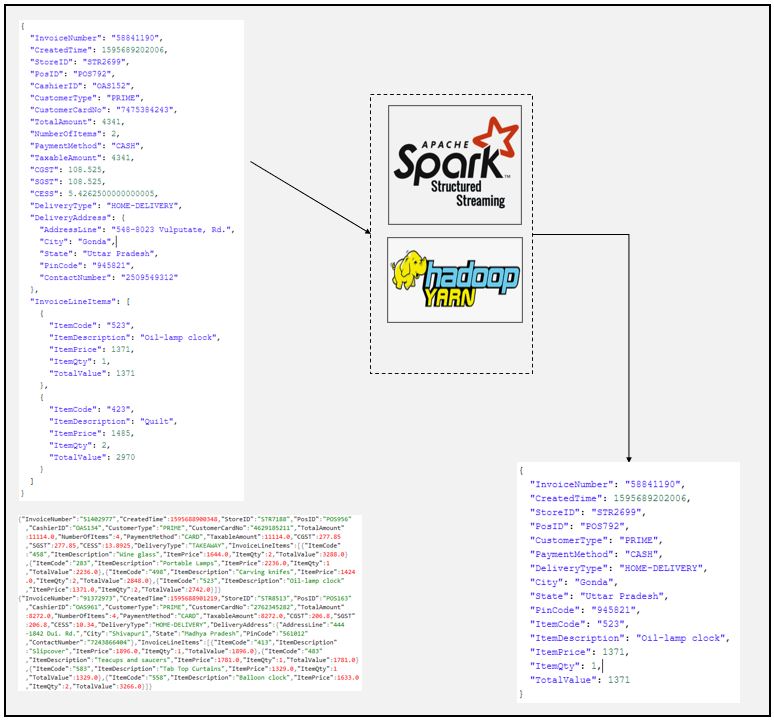 {
"InvoiceNumber": "58841190",
"CreatedTime": 1595689202006,
"StoreID": "STR2699",
"PosID": "POS792",
"CashierID": "OAS152",
"CustomerType": "PRIME",
"CustomerCardNo": "7475384243",
"TotalAmount": 4341,
"NumberOfItems": 2,
"PaymentMethod": "CASH",
"TaxableAmount": 4341,
"CGST": 108.525,
"SGST": 108.525,
"CESS": 5.4262500000000005,
"DeliveryType": "HOME-DELIVERY",
"DeliveryAddress": {
"AddressLine": "548-8023 Vulputate, Rd.",
"City": "Gonda",
"State": "Uttar Pradesh",
"PinCode": "945821",
"ContactNumber": "2509549312"
},
"InvoiceLineItems": [
{
"ItemCode": "523",
"ItemDescription": "Oil-lamp clock",
"ItemPrice": 1371,
"ItemQty": 1,
"TotalValue": 1371
},
{
"ItemCode": "423",
"ItemDescription": "Quilt",
"ItemPrice": 1485,
"ItemQty": 2,
"TotalValue": 2970
}
]
}
{"InvoiceNumber":"51402977","CreatedTime":1595688900348,"StoreID":"STR7188","PosID":"POS956"
,"CashierID":"OAS134","CustomerType":"PRIME","CustomerCardNo":"4629185211","TotalAmount"
:11114.0,"NumberOfItems":4,"PaymentMethod":"CARD","TaxableAmount":11114.0,"CGST":277.85
,"SGST":277.85,"CESS":13.8925,"DeliveryType":"TAKEAWAY","InvoiceLineItems":[{"ItemCode"
:"458","ItemDescription":"Wine glass","ItemPrice":1644.0,"ItemQty":2,"TotalValue":3288.0}
,{"ItemCode":"283","ItemDescription":"Portable Lamps","ItemPrice":2236.0,"ItemQty":1
,"TotalValue":2236.0},{"ItemCode":"498","ItemDescription":"Carving knifes","ItemPrice":1424
.0,"ItemQty":2,"TotalValue":2848.0},{"ItemCode":"523","ItemDescription":"Oil-lamp clock"
,"ItemPrice":1371.0,"ItemQty":2,"TotalValue":2742.0}]}
{"InvoiceNumber":"91372973","CreatedTime":1595688901219,"StoreID":"STR8513","PosID":"POS163"
,"CashierID":"OAS961","CustomerType":"PRIME","CustomerCardNo":"2762345282","TotalAmount"
:8272.0,"NumberOfItems":4,"PaymentMethod":"CARD","TaxableAmount":8272.0,"CGST":206.8,"SGST"
:206.8,"CESS":10.34,"DeliveryType":"HOME-DELIVERY","DeliveryAddress":{"AddressLine":"444
-1842 Dui. Rd.","City":"Shivapuri","State":"Madhya Pradesh","PinCode":"561012"
,"ContactNumber":"7243866404"},"InvoiceLineItems":[{"ItemCode":"413","ItemDescription"
:"Slipcover","ItemPrice":1896.0,"ItemQty":1,"TotalValue":1896.0},{"ItemCode":"483"
,"ItemDescription":"Teacups and saucers","ItemPrice":1781.0,"ItemQty":1,"TotalValue":1781.0}
,{"ItemCode":"583","ItemDescription":"Tab Top Curtains","ItemPrice":1329.0,"ItemQty":1
,"TotalValue":1329.0},{"ItemCode":"558","ItemDescription":"Balloon clock","ItemPrice":1633.0
,"ItemQty":2,"TotalValue":3266.0}]}
APACHE
Spark™
Structured
Streaming
hadoop
YARN
{
"InvoiceNumber": "58841190",
"CreatedTime": 1595689202006,
"StoreID": "STR2699",
"PosID": "POS792",
"CustomerType": "PRIME",
"PaymentMethod": "CASH",
"DeliveryType": "HOME-DELIVERY",
"City": "Gonda",
"State": "Uttar Pradesh",
"PinCode": "945821",
"ItemCode": "523",
"ItemDescription": "Oil-lamp clock",
"ItemPrice": 1371,
"ItemQty": 1,
"TotalValue": 1371
}